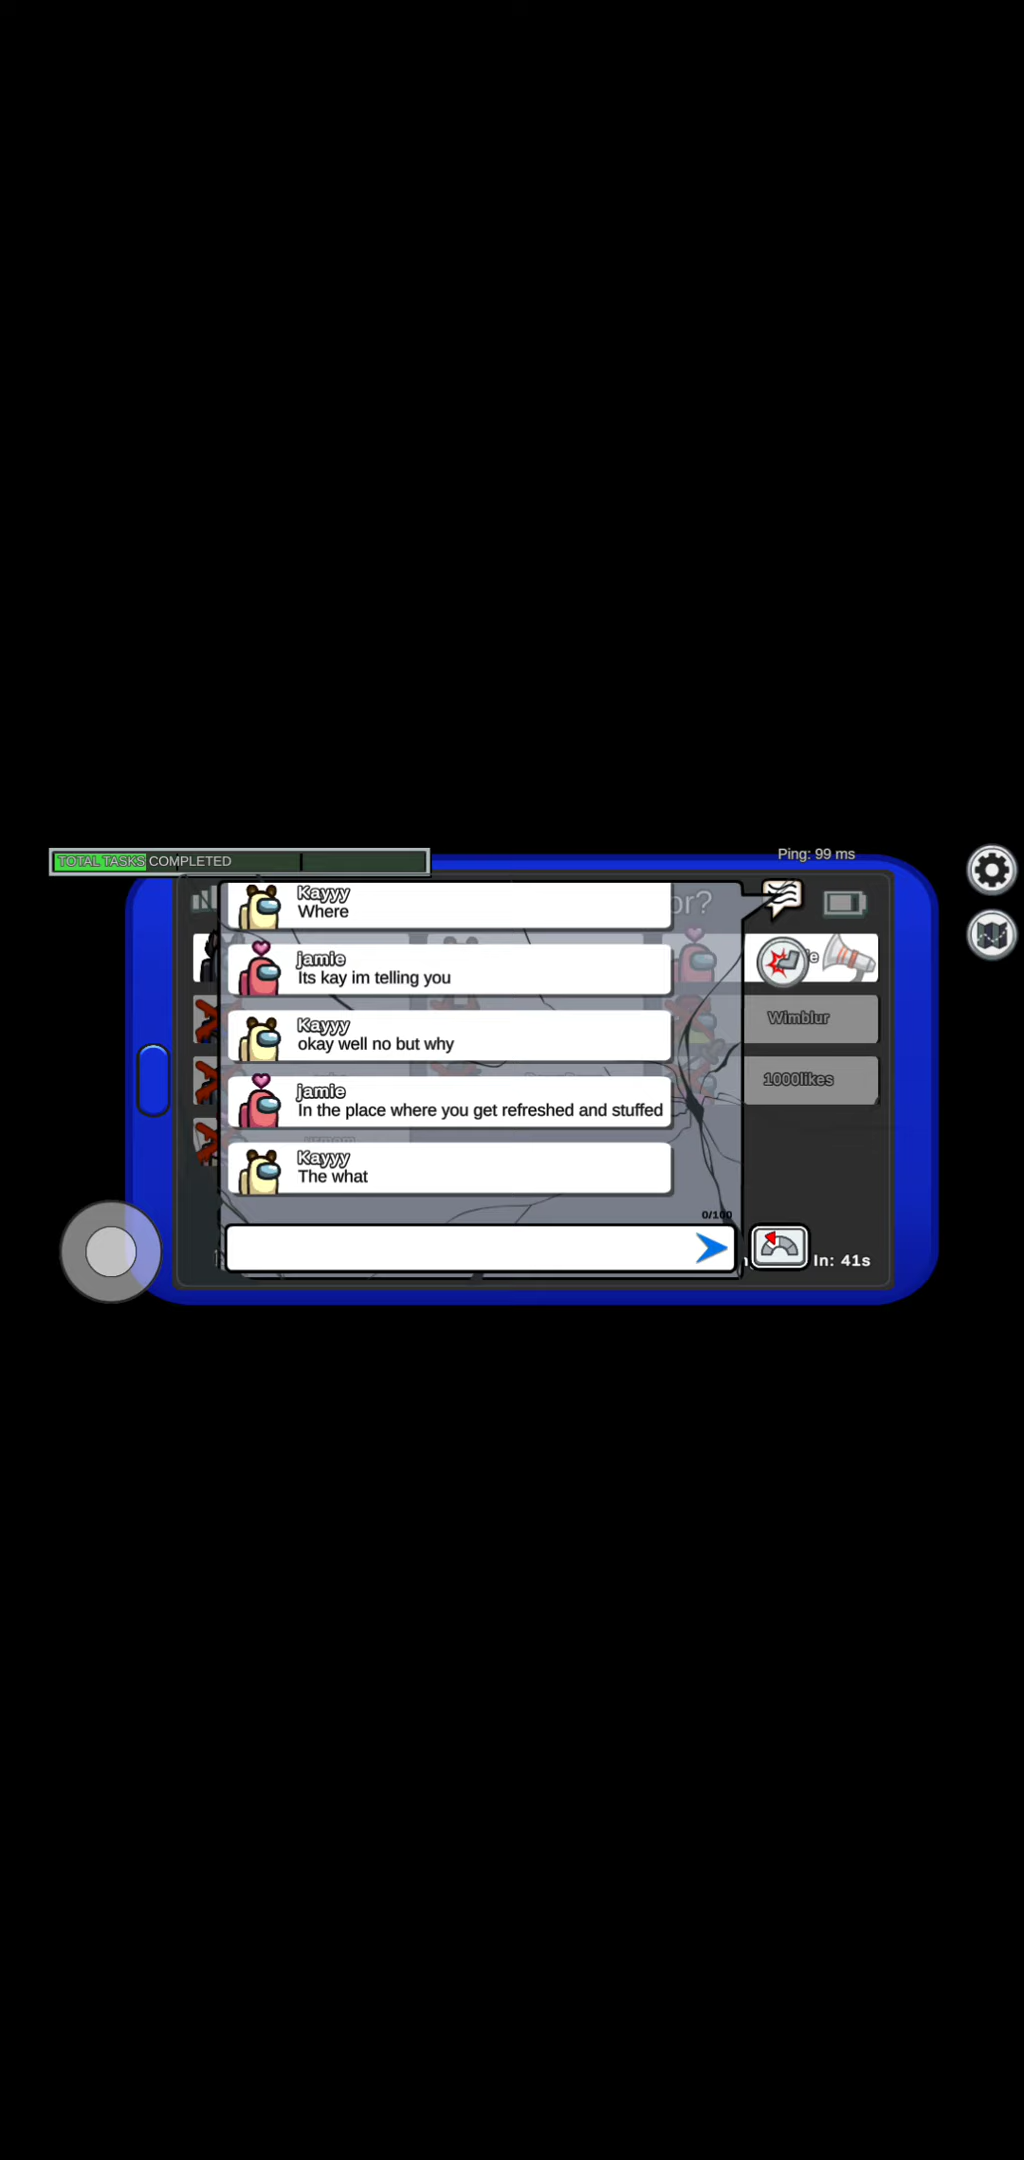 TOTAL TASKS COMPLETED
Ping: 99 ms
or?
Kayyy
Where
jamie
Its kay im telling you
Kayyy
okay well no but why
jamie
In the place where you get refreshed and stuffed
Kayyy
The what
ie
Wimblur
1000likes
0/100
In: 41s